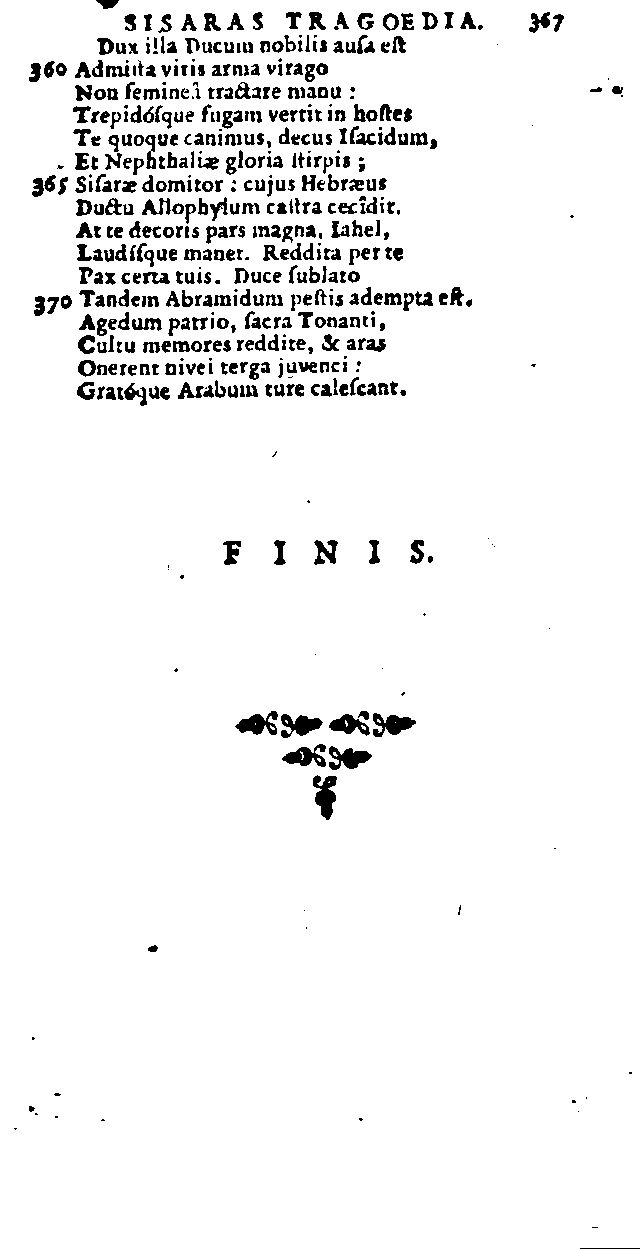 SISARAS TRAGOEDIA. 367
Dux illa Ducum nobilis auſa eſt
360 Admiſſa viris arma virago
Non femineâ tractare manu :
Trepidóſque fugam vertit in hoſtes
Te quoque canimus, decus Iſacidum,
Et Nephthaliæ gloria ſtirpis ;
365 Siſaræ domitor : cujus Hebræus
Ductu Allophylum caſtra cecîdit.
At te decoris pars magna, Iahel,
Laudíſque manet. Reddita per te
Pax certa tuis. Duce ſublato
370 Tandem Abramidum peſtis adempta eſt.
Agedum patrio, ſacra Tonanti,
Cultu memores reddite, & aras
Onerent nivei terga juvenci :
Gratóque Arabum ture caleſcant.
FINIS.